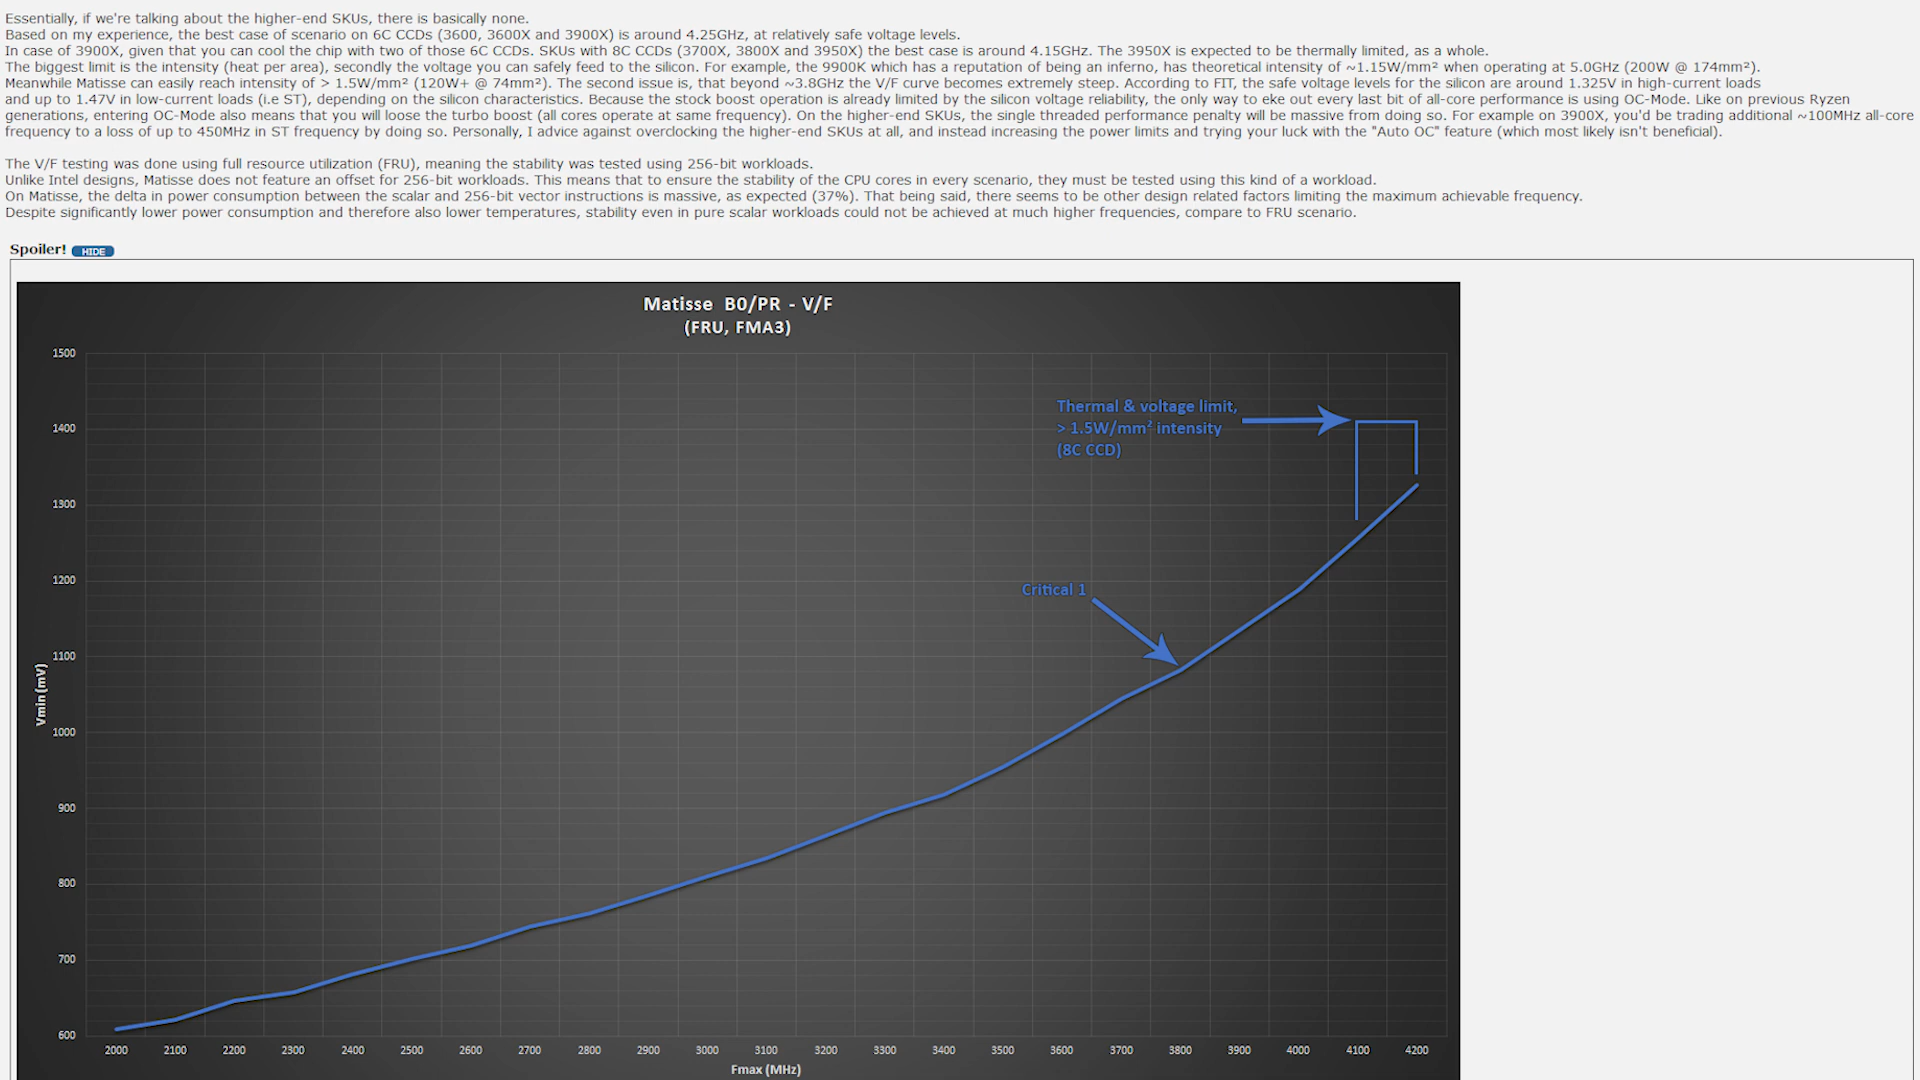 Essentially, if we're talking about the higher-end SKUs, there is basically none.
Based on my experience, the best case of scenario on 6C CCDs (3600, 3600X and 3900X) is around 4.25GHz, at relatively safe voltage levels.
In case of 3900X, given that you can cool the chip with two of those 6C CCDs. SKUs with 8C CCDs (3700X, 3800X and 3950X) the best case is around 4.15GHz. The 3950X is expected to be thermally limited, as a whole.
The biggest limit is the intensity (heat per area), secondly the voltage you can safely feed to the silicon. For example, the 9900K which has a reputation of being an inferno, has theoretical intensity of ~1.15W/mm² when operating at 5.0GHz (200W @ 174mm²).
Meanwhile Matisse can easily reach intensity of > 1.5W/mm² (120W+ @ 74mm²). The second issue is, that beyond ~3.8GHz the V/F curve becomes extremely steep. According to FIT, the safe voltage levels for the silicon are around 1.325V in high-current loads
and up to 1.47V in low-current loads (i.e ST), depending on the silicon characteristics. Because the stock boost operation is already limited by the silicon voltage reliability, the only way to eke out every last bit of all-core performance is using OC-Mode. Like on previous Ryzen
generations, entering OC-Mode also means that you will loose the turbo boost (all cores operate at same frequency). On the higher-end SKUs, the single threaded performance penalty will be massive from doing so. For example on 3900X, you'd be trading additional ~100MHz all-core
frequency to a loss of up to 450MHz in ST frequency by doing so. Personally, I advice against overclocking the higher-end SKUs at all, and instead increasing the power limits and trying your luck with the "Auto OC" feature (which most likely isn't beneficial).
The V/F testing was done using full resource utilization (FRU), meaning the stability was tested using 256-bit workloads.
Unlike Intel designs, Matisse does not feature an offset for 256-bit workloads. This means that to ensure the stability of the CPU cores in every scenario, they must be tested using this kind of a workload.
On Matisse, the delta in power consumption between the scalar and 256-bit vector instructions is massive, as expected (37%). That being said, there seems to be other design related factors limiting the maximum achievable frequency.
Despite significantly lower power consumption and therefore also lower temperatures, stability even in pure scalar workloads could not be achieved at much higher frequencies, compare to FRU scenario.
Spoiler! HIDE
Matisse B0/PR - V/F
(FRU, FMA3)
1500
Thermal & voltage limit,
> 1.5W/mm² intensity
(8C CCD)
1400
1300
1200
Critical 1
1100
1000
900
800
700
600
Vmin (mV)
2000 2100 2200 2300 2400 2500 2600 2700 2800 2900 3000 3100 3200 3300 3400 3500 3600 3700 3800 3900 4000 4100 4200
Fmax (MHz)